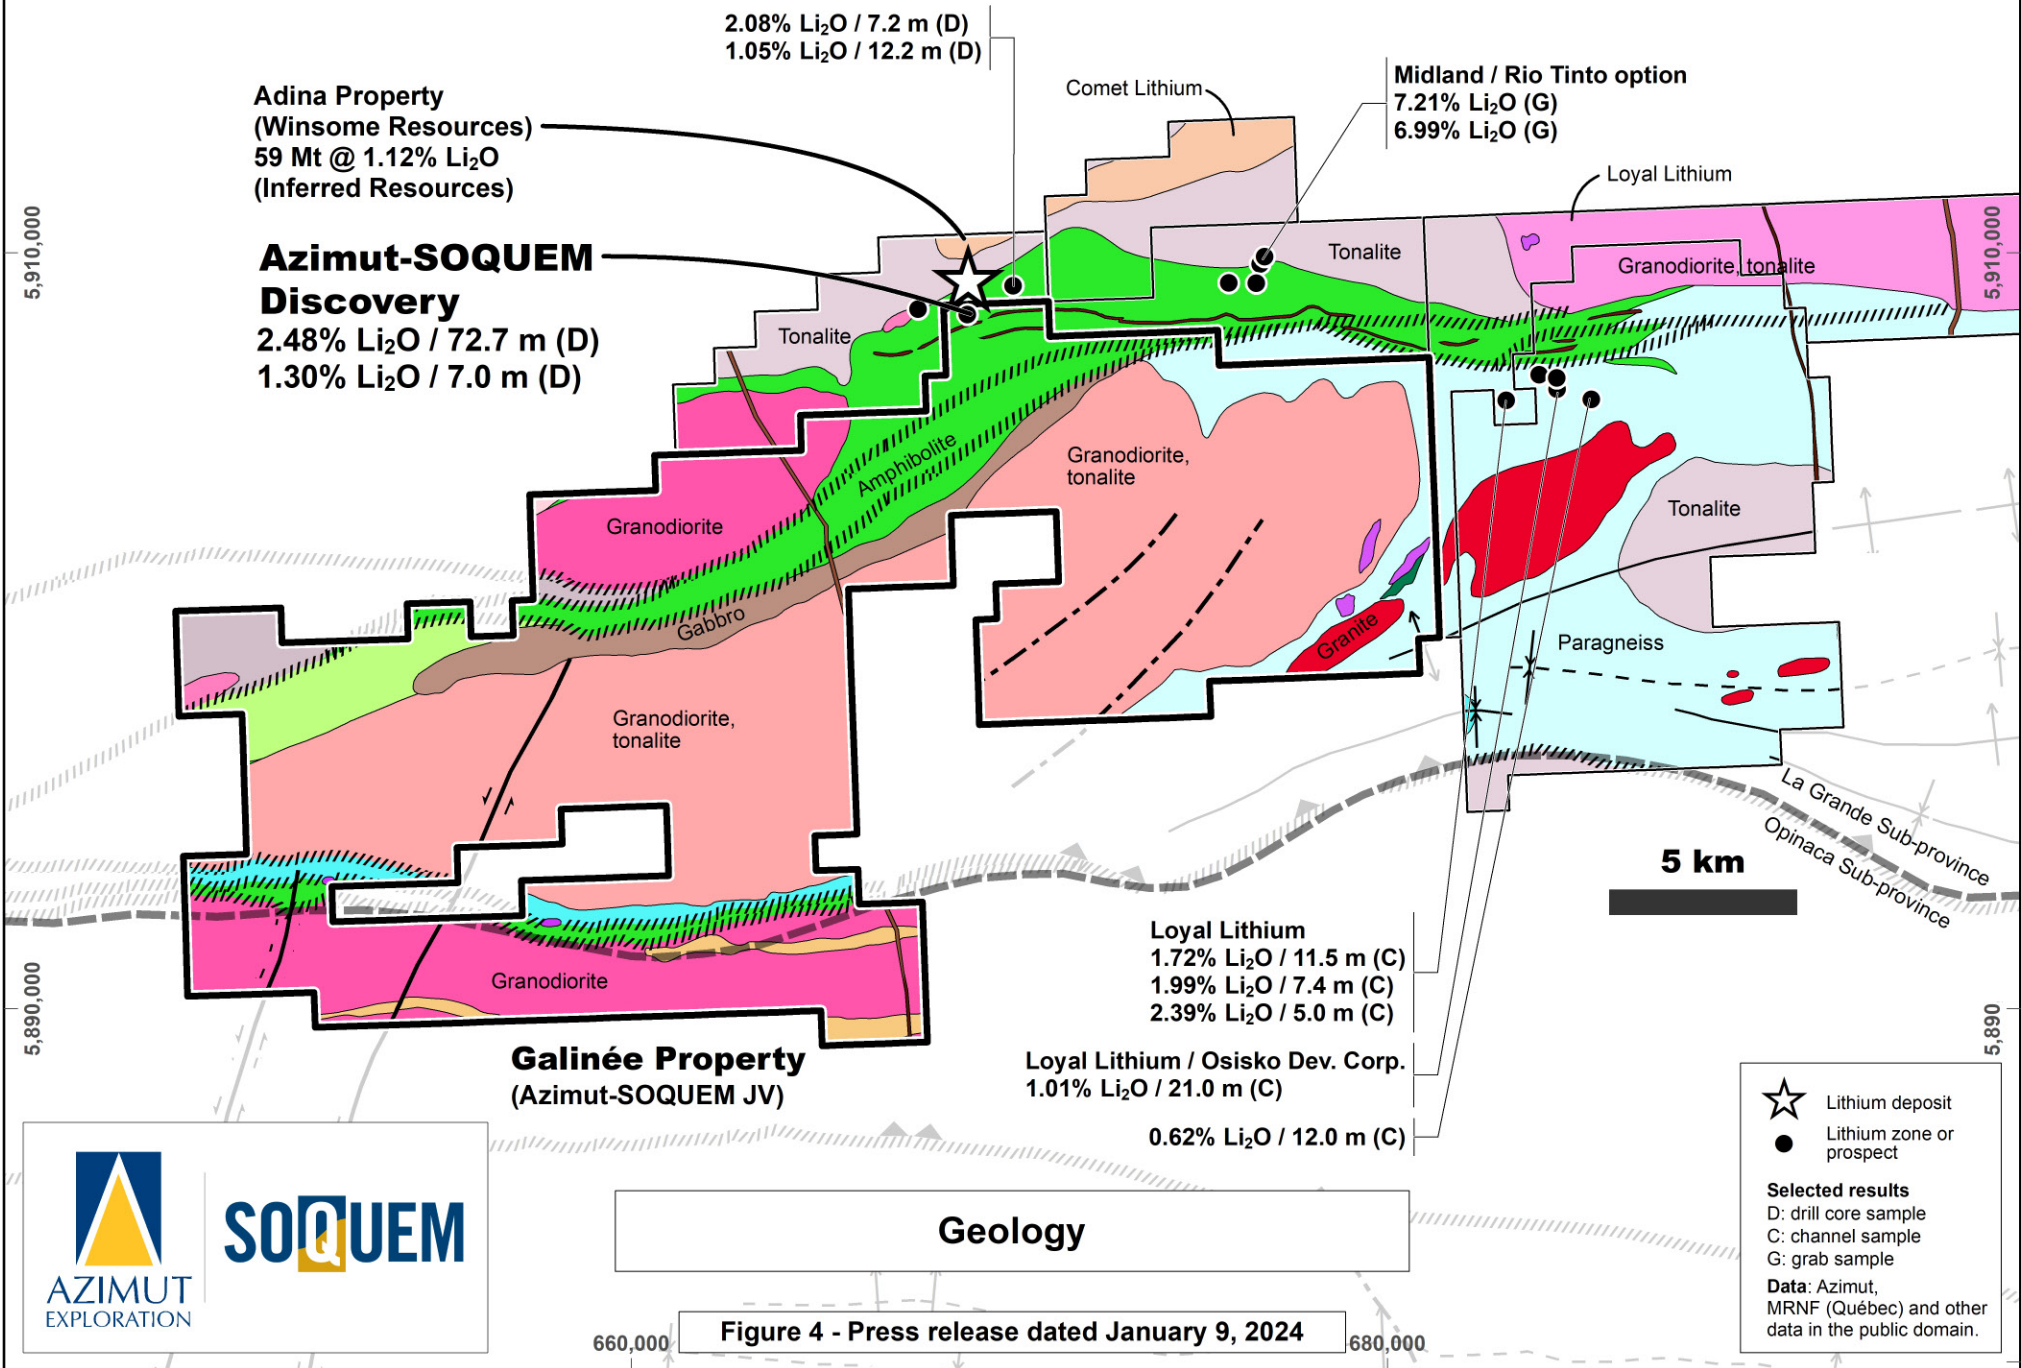 2.08% Li₂O / 7.2 m (D)
1.05% Li₂O / 12.2 m (D)
Adina Property
(Winsome Resources)
59 Mt @ 1.12% Li₂O
(Inferred Resources)
Azimut-SOQUEM
Discovery
2.48% Li₂O / 72.7 m (D)
1.30% Li₂O / 7.0 m (D)
Comet Lithium
Midland / Rio Tinto option
7.21% Li₂O (G)
6.99% Li₂O (G)
Loyal Lithium
5,910,000
5,910,000
Tonalite
Granodiorite, tonalite
Tonalite
Amphibolite
Granodiorite,
tonalite
Granodiorite
Tonalite
Gabbro
Granite
Paragneiss
Granodiorite,
tonalite
La Grande Sub-province
Opinaca Sub-province
5 km
Granodiorite
5,890,000
5,890
Loyal Lithium
1.72% Li₂O / 11.5 m (C)
1.99% Li₂O / 7.4 m (C)
2.39% Li₂O / 5.0 m (C)
Loyal Lithium / Osisko Dev. Corp.
1.01% Li₂O / 21.0 m (C)
0.62% Li₂O / 12.0 m (C)
Galinée Property
(Azimut-SOQUEM JV)
Lithium deposit
Lithium zone or
prospect
Selected results
D: drill core sample
C: channel sample
G: grab sample
Data: Azimut,
MRNF (Québec) and other
data in the public domain.
AZIMUT
EXPLORATION
SOQUEM
Geology
Figure 4 - Press release dated January 9, 2024
660,000
680,000